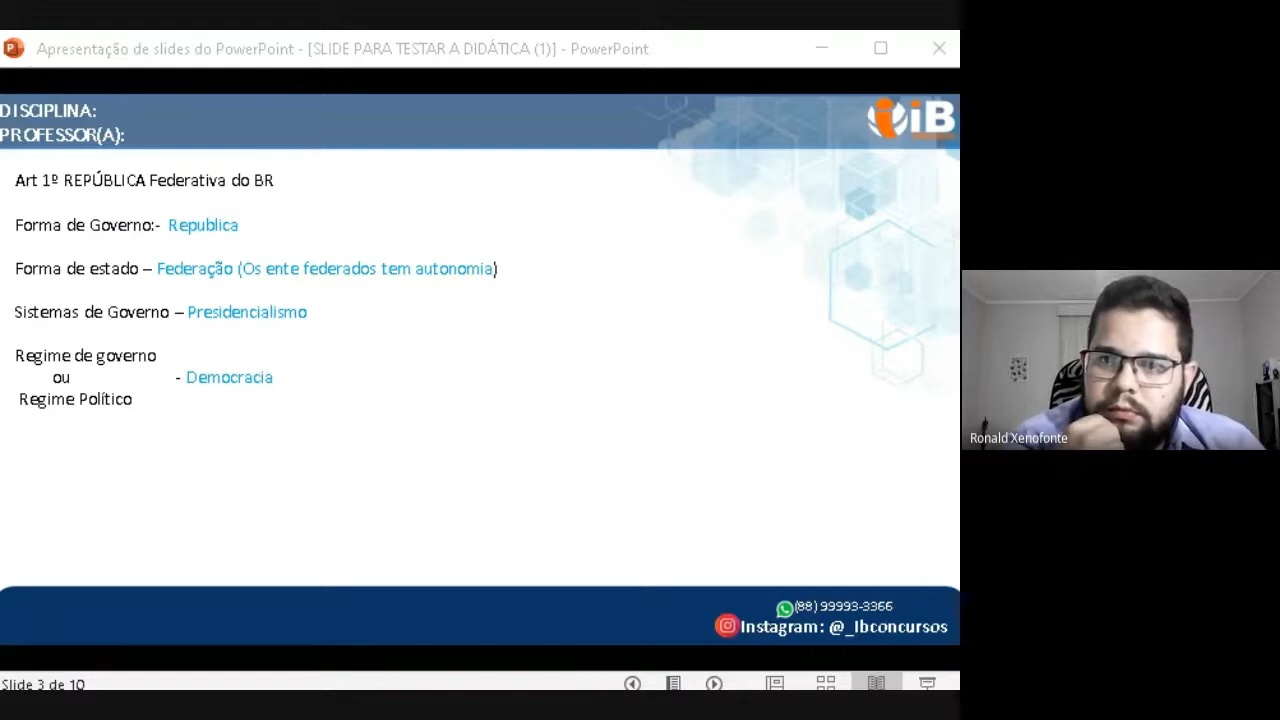 Apresentação de slides do PowerPoint - [SLIDE PARA TESTAR A DIDÁTICA (1)] - PowerPoint
DISCIPLINA:
PROFESSOR(A):
iB
Art 1º REPÚBLICA Federativa do BR
Forma de Governo:- Republica
Forma de estado – Federação (Os ente federados tem autonomia)
Sistemas de Governo – Presidencialismo
Regime de governo
ou - Democracia
Regime Político
Ronald Xenofonte
(88) 99993-3366
Instagram: @_Ibconcursos
Slide 3 de 10